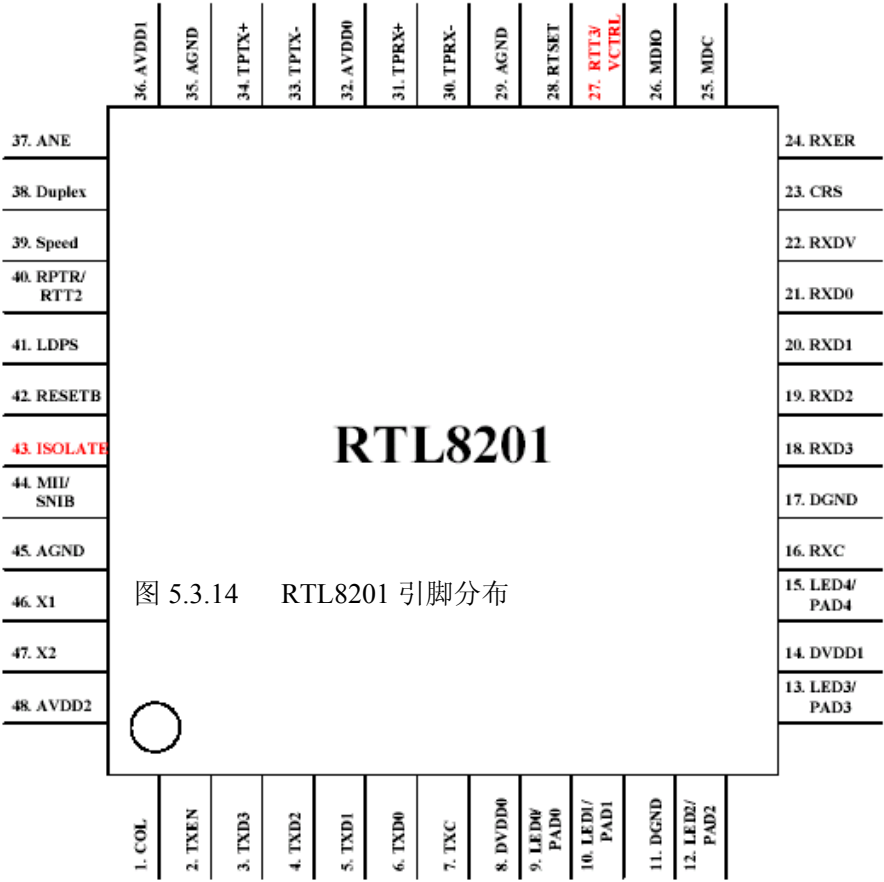 36. AVDD1
35. AGND
34. TPTX+
33. TPTX-
32. AVDD0
31. TPRX+
30. TPRX-
29. AGND
28. RTSET
27. RTT3/
VCTRL
26. MDIO
25. MDC
37. ANE
38. Duplex
39. Speed
40. RPTR/
RTT2
41. LDPS
42. RESETB
43. ISOLATE
44. MII/
SNIB
45. AGND
46. X1
47. X2
48. AVDD2
RTL8201
图 5.3.14 RTL8201 引脚分布
24. RXER
23. CRS
22. RXDV
21. RXD0
20. RXD1
19. RXD2
18. RXD3
17. DGND
16. RXC
15. LED4/
PAD4
14. DVDD1
13. LED3/
PAD3
1. COL
2. TXEN
3. TXD3
4. TXD2
5. TXD1
6. TXD0
7. TXC
8. DVDD0
9. LED0/
PAD0
10. LED1/
PAD1
11. DGND
12. LED2/
PAD2